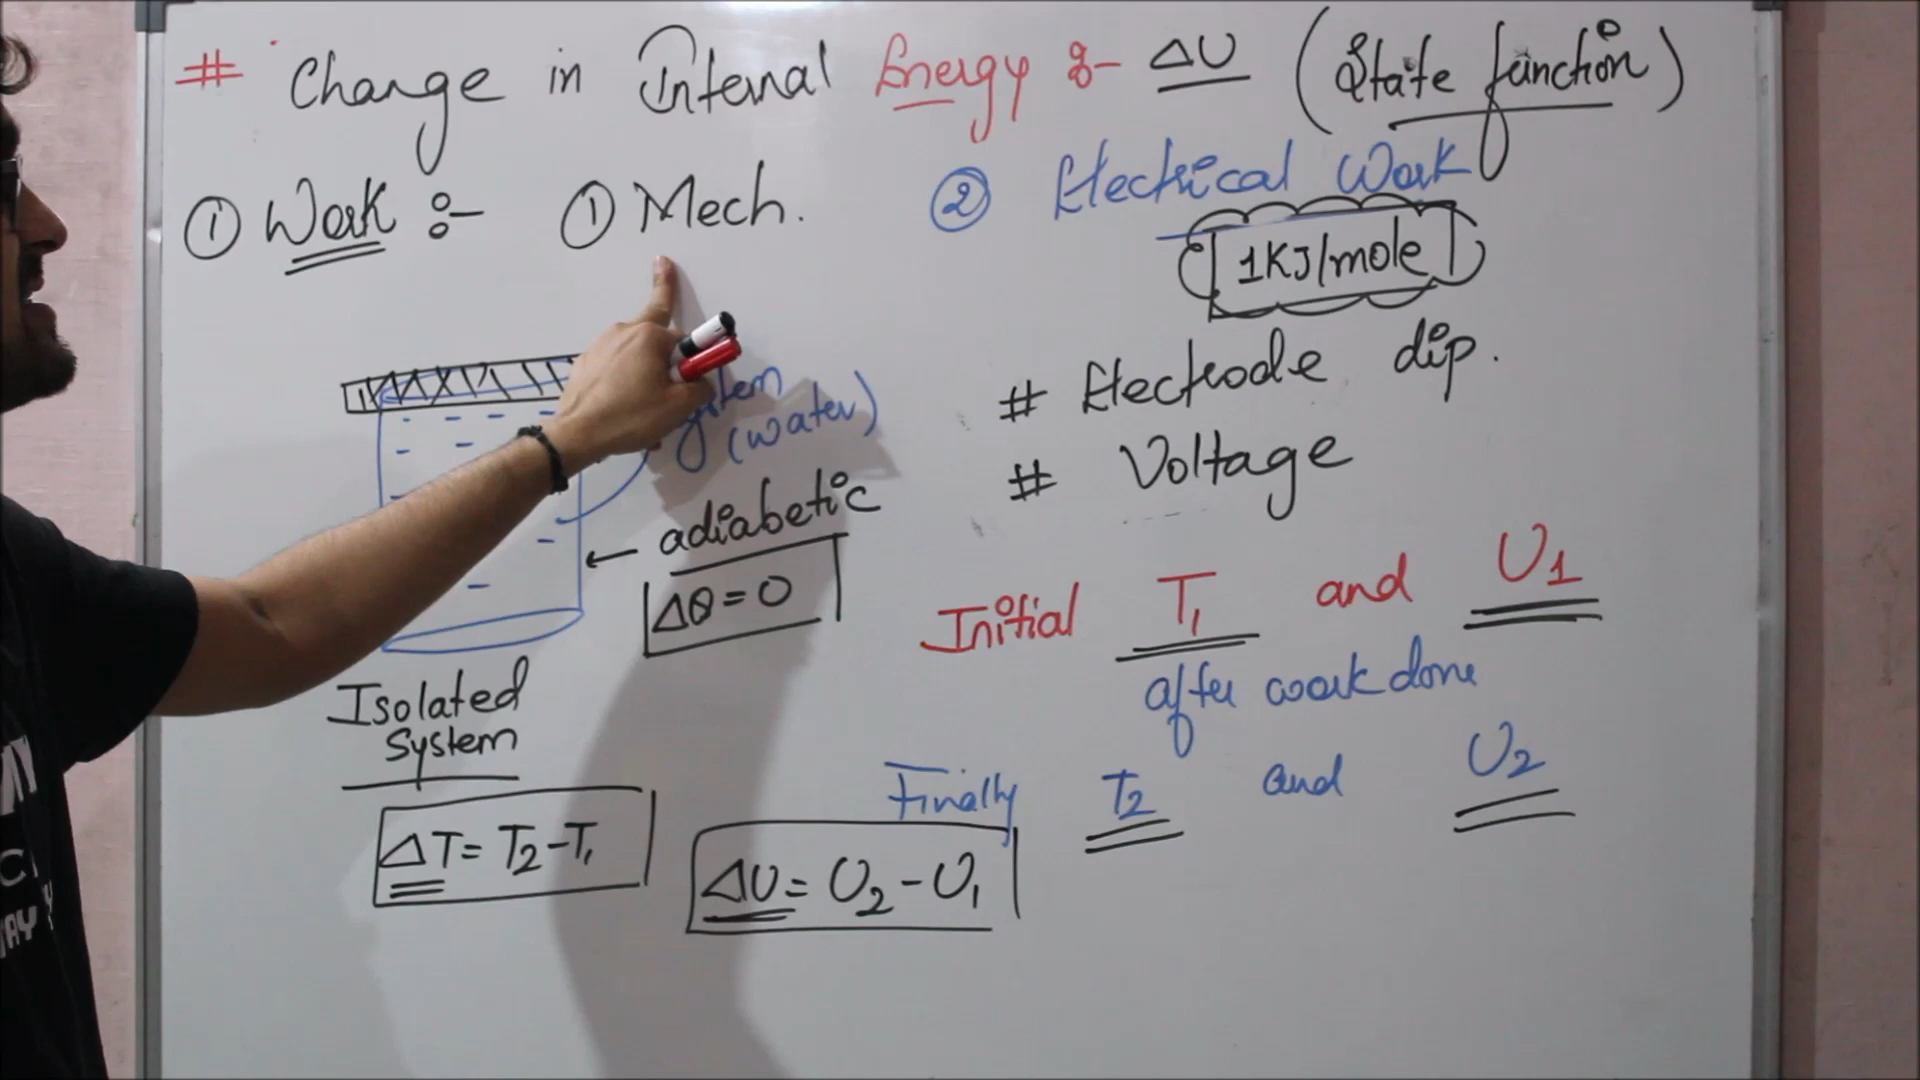 # Change in Internal Energy :- ΔU (State function)
① Work :- ① Mech.
② Electrical Work
1KJ/mole
# Electrode dip.
# Voltage
(water)
← adiabetic
ΔQ = 0
Isolated
System
Initial T₁ and U1
after work done
Finally T2 and U2
ΔT = T2-T₁
ΔU = U2-U₁